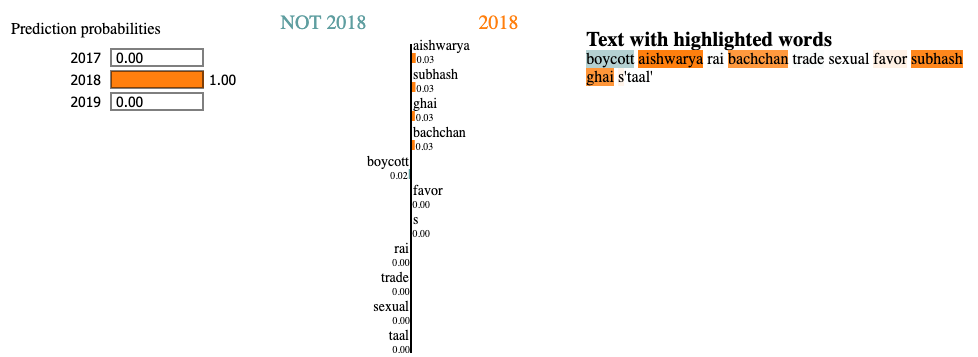 Prediction probabilities
2017 0.00
2018 1.00
2019 0.00
NOT 2018 2018
aishwarya
0.03
subhash
0.03
ghai
0.03
bachchan
0.03
boycott
0.02
favor
0.00
s
0.00
rai
0.00
trade
0.00
sexual
0.00
taal
0.00
Text with highlighted words
boycott aishwarya rai bachchan trade sexual favor subhash
ghai s'taal'